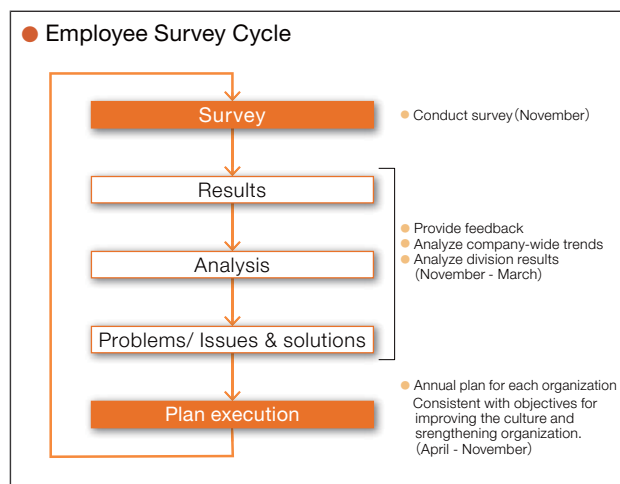 Employee Survey Cycle
Survey
Conduct survey (November)
Results
Provide feedback
Analyze company-wide trends
Analyze division results
(November - March)
Analysis
Problems/ Issues & solutions
Plan execution
Annual plan for each organization
Consistent with objectives for
improving the culture and
srengthening organization.
(April - November)